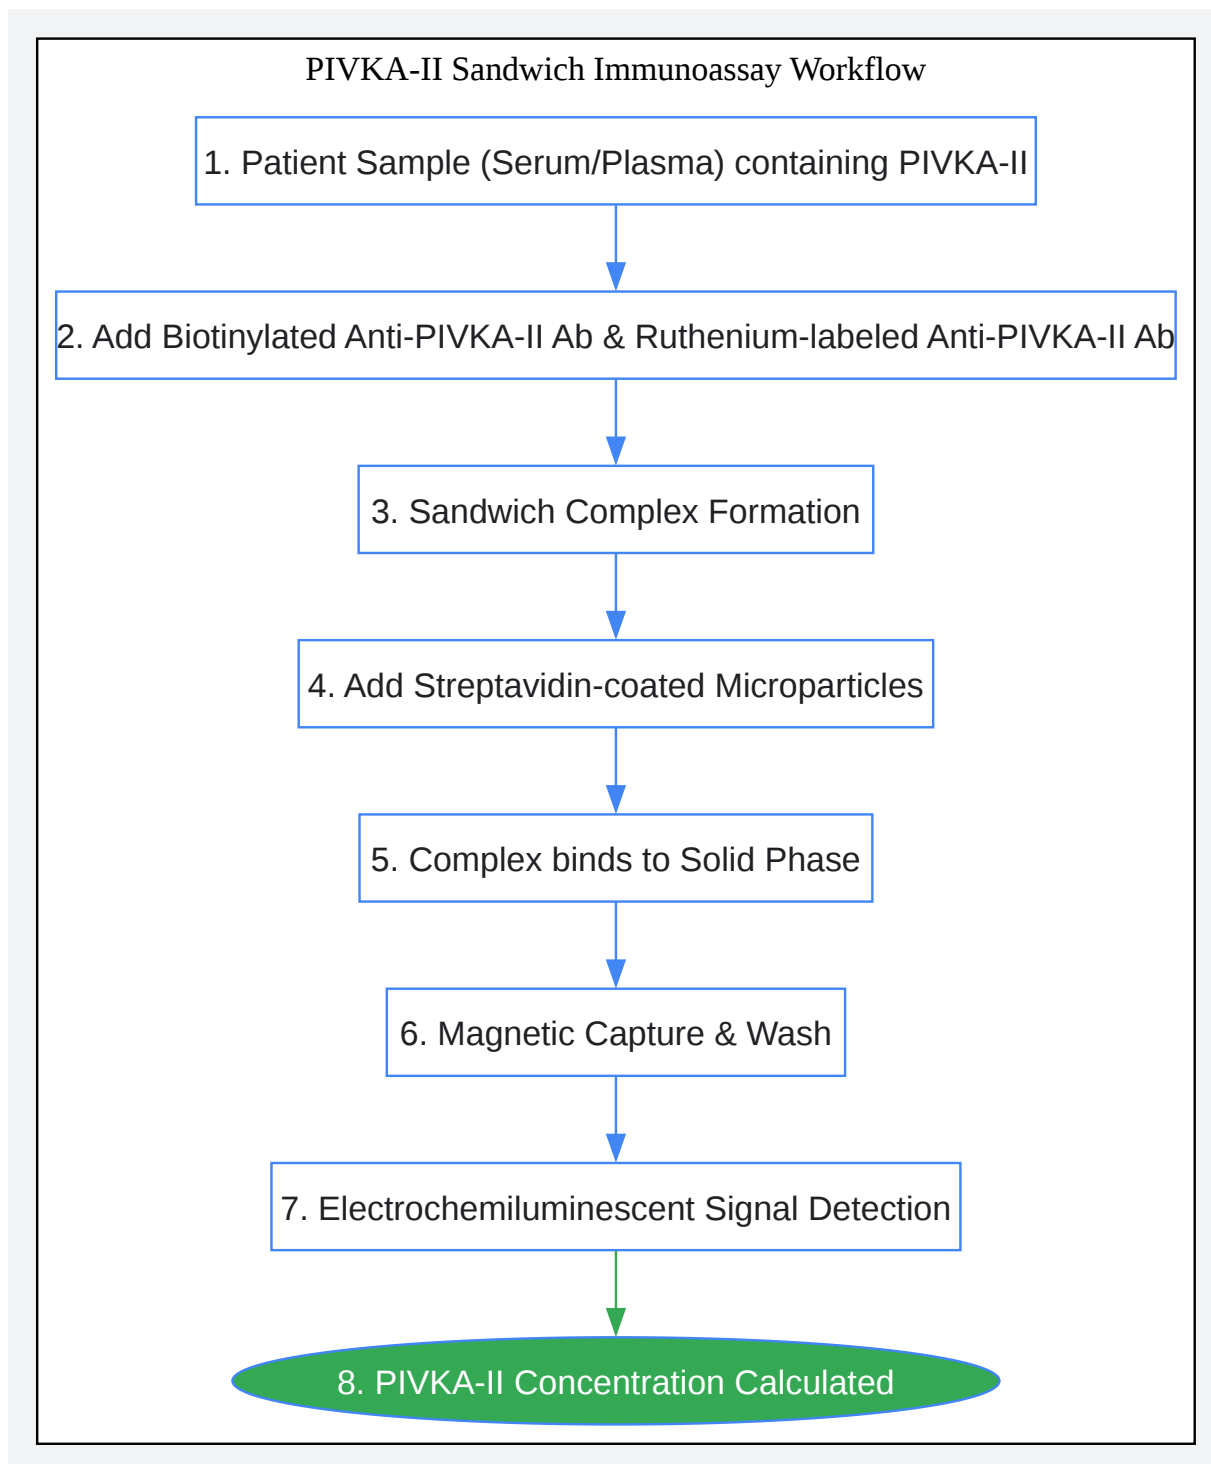 PIVKA-II Sandwich Immunoassay Workflow
1. Patient Sample (Serum/Plasma) containing PIVKA-II
2. Add Biotinylated Anti-PIVKA-II Ab & Ruthenium-labeled Anti-PIVKA-II Ab
3. Sandwich Complex Formation
4. Add Streptavidin-coated Microparticles
5. Complex binds to Solid Phase
6. Magnetic Capture & Wash
7. Electrochemiluminescent Signal Detection
8. PIVKA-II Concentration Calculated